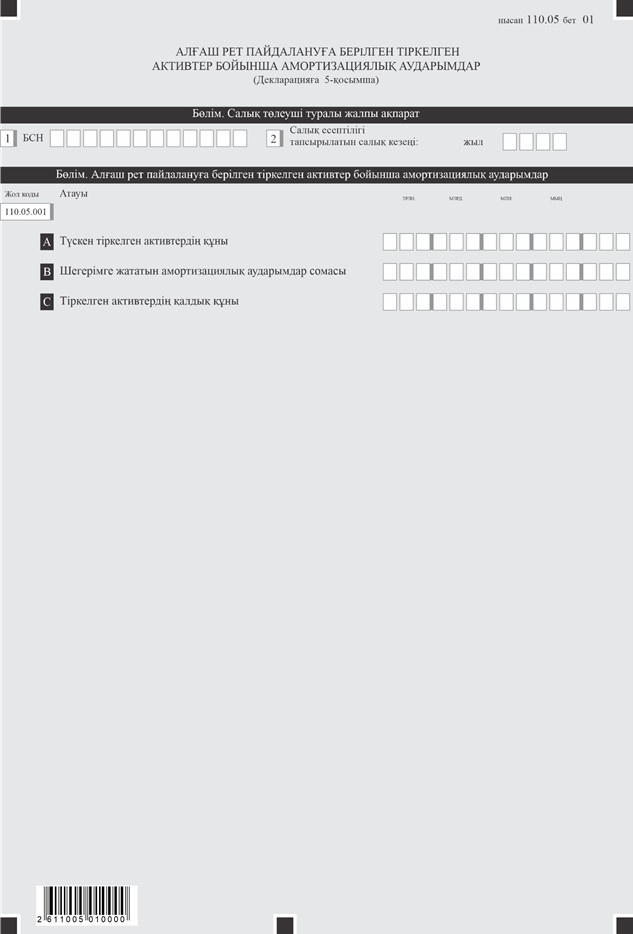 нысан 110.05 бет 01
АЛҒАШ РЕТ ПАЙДАЛАНУҒА БЕРІЛГЕН ТІРКЕЛГЕН
АКТИВТЕР БОЙЫНША АМОРТИЗАЦИЯЛЫҚ АУДАРЫМДАР
(Декларацияға 5-қосымша)
Бөлім. Салық төлеуші туралы жалпы ақпарат
1 БСН 2 Салық есептілігі
тапсырылатын салық кезеңі: жыл
Бөлім. Алғаш рет пайдалануға берілген тіркелген активтер бойынша амортизациялық аударымдар
Жол коды Атауы трлн млрд млн мың
110.05.001
A Түскен тіркелген активтердің құны
B Шегерімге жататын амортизациялық аударымдар сомасы
C Тіркелген активтердің қалдық құны
2 611005 010000